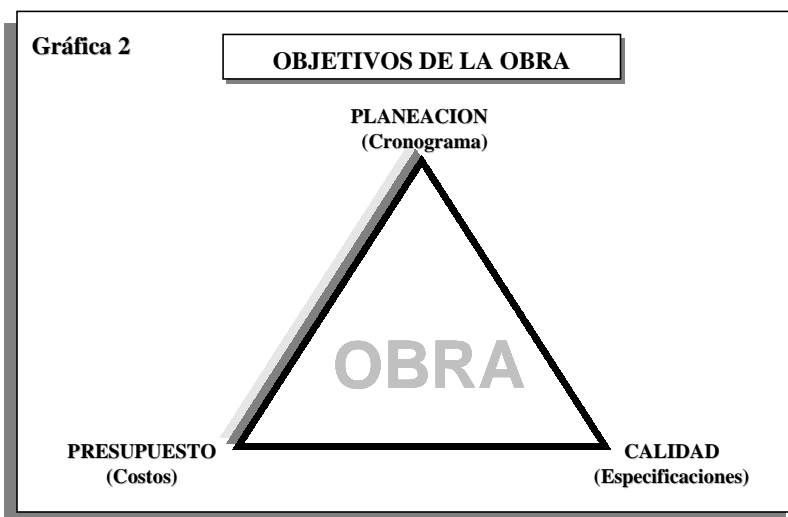 Gráfica 2
OBJETIVOS DE LA OBRA
PLANEACION
(Cronograma)
OBRA
PRESUPUESTO
(Costos)
CALIDAD
(Especificaciones)